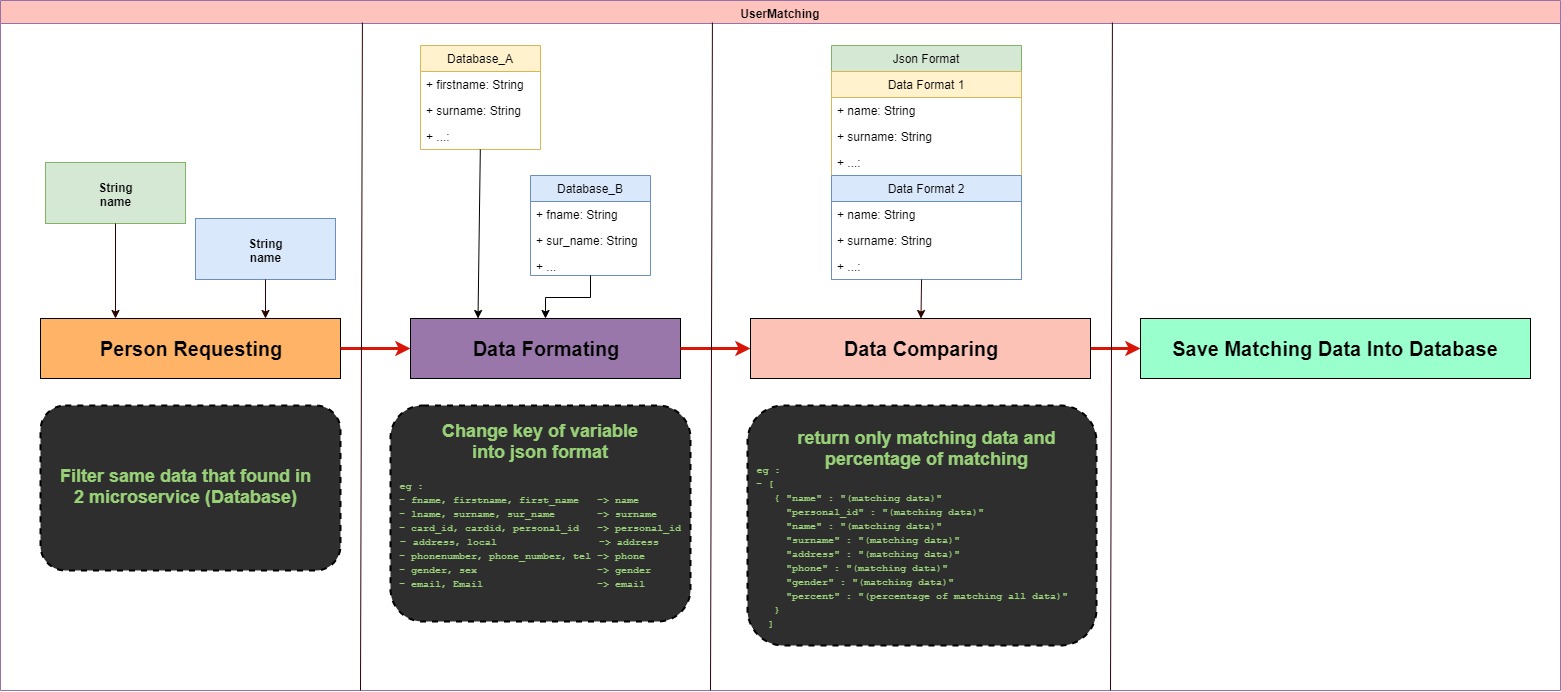 UserMatching
String
name
String
name
Person Requesting
Filter same data that found in
2 microservice (Database)
Database_A
+ firstname: String
+ surname: String
+ ...:
Database_B
+ fname: String
+ sur_name: String
+ ...
Data Formating
Change key of variable
into json format
eg :
- fname, firstname, first_name -> name
- lname, surname, sur_name -> surname
- card_id, cardid, personal_id -> personal_id
- address, local -> address
- phonenumber, phone_number, tel -> phone
- gender, sex -> gender
- email, Email -> email
Json Format
Data Format 1
+ name: String
+ surname: String
+ ...:
Data Format 2
+ name: String
+ surname: String
+ ...:
Data Comparing
return only matching data and
percentage of matching
eg :
- [
{ "name" : "(matching data)"
"personal_id" : "(matching data)"
"name" : "(matching data)"
"surname" : "(matching data)"
"address" : "(matching data)"
"phone" : "(matching data)"
"gender" : "(matching data)"
"percent" : "(percentage of matching all data)"
}
]
Save Matching Data Into Database